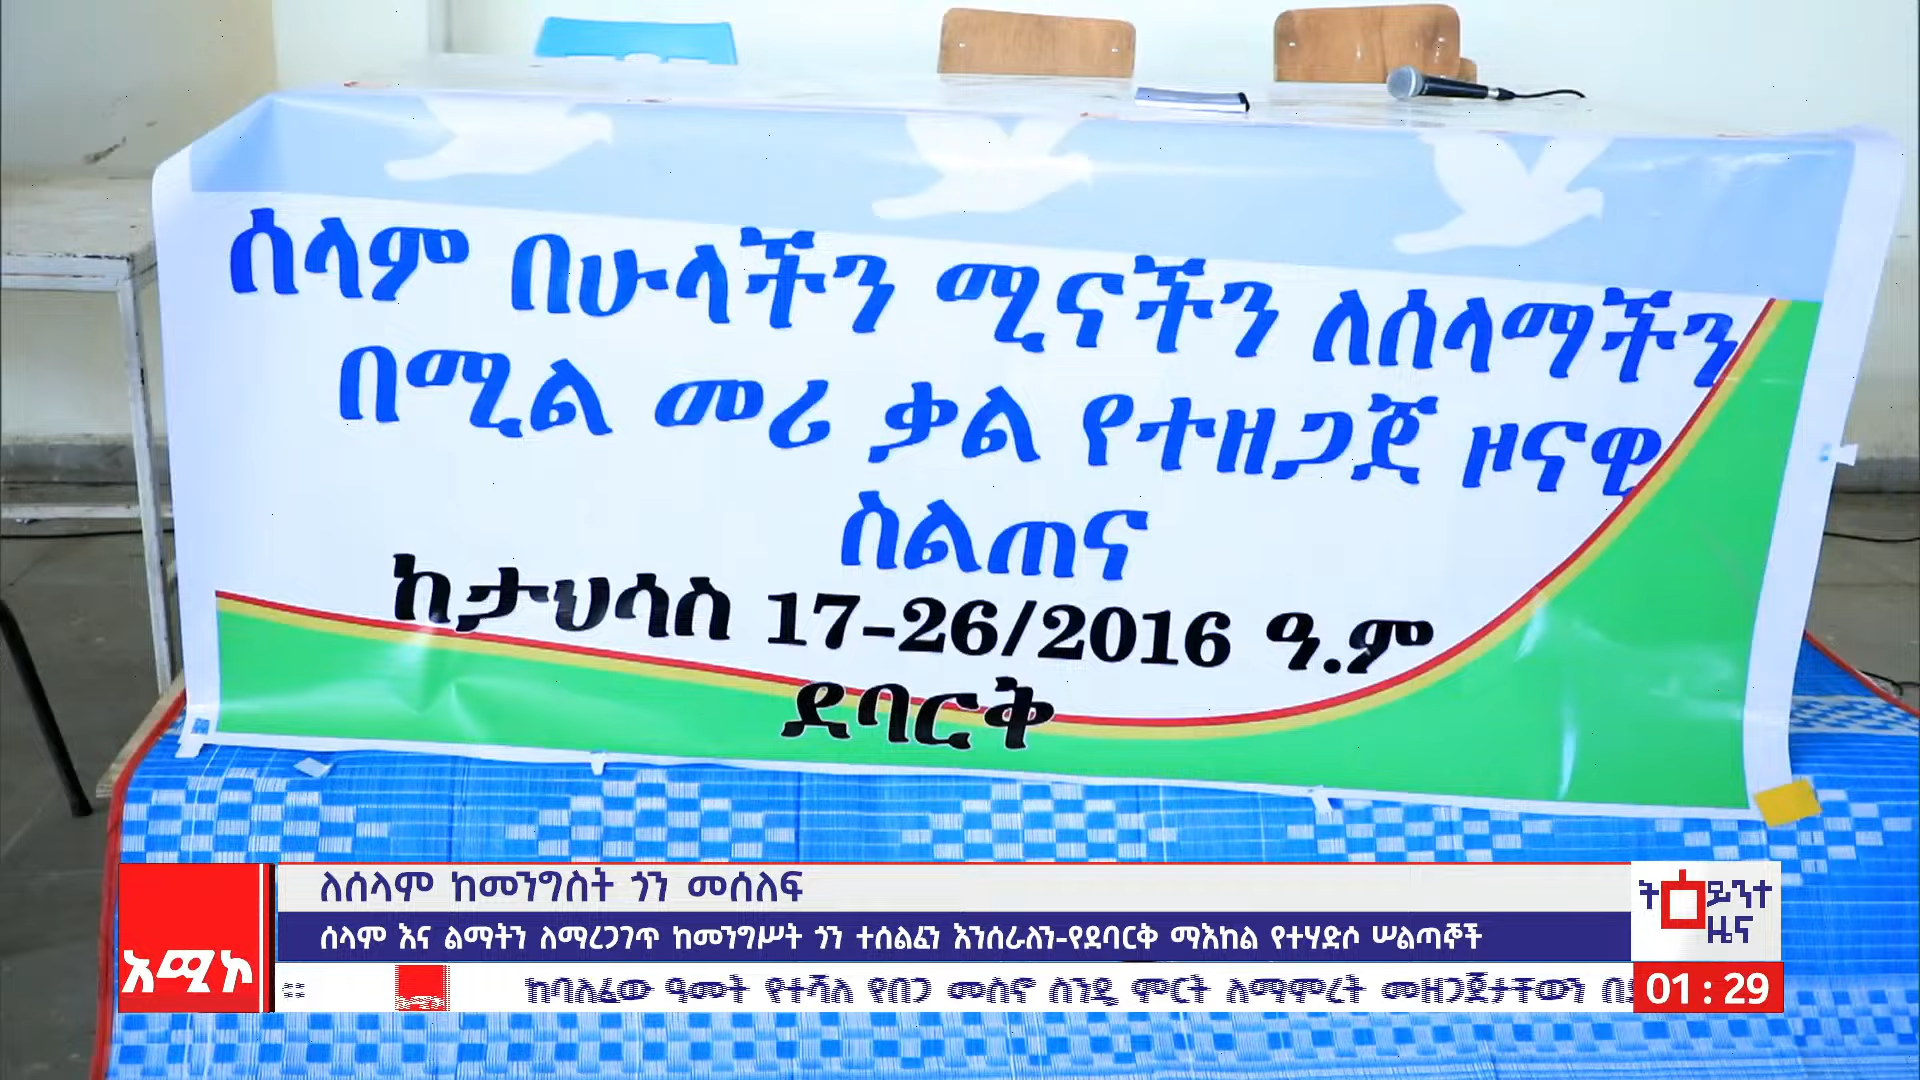 ሰላም በሁላችን ሚናችን ለሰላማችን
በሚል መሪ ቃል የተዘጋጀ ዞናዊ
ስልጠና
ከታህሳስ 17-26/2016 ዓ.ም
ደባርቅ
ለሰላም ከመንግስት ጎን መሰለፍ
ሰላም እና ልማትን ለማረጋገጥ ከመንግሥት ጎን ተሰልፈን እንሰራለን-የደባርቅ ማእከል የተሃድሶ ሠልጣኞች
ትዕይንተ
ዜና
አሚኮ
ከባለፈው ዓመት የተሻለ የበጋ መስኖ ስንዴ ምርት ለማምረት መዘጋጀታቸውን
01:29